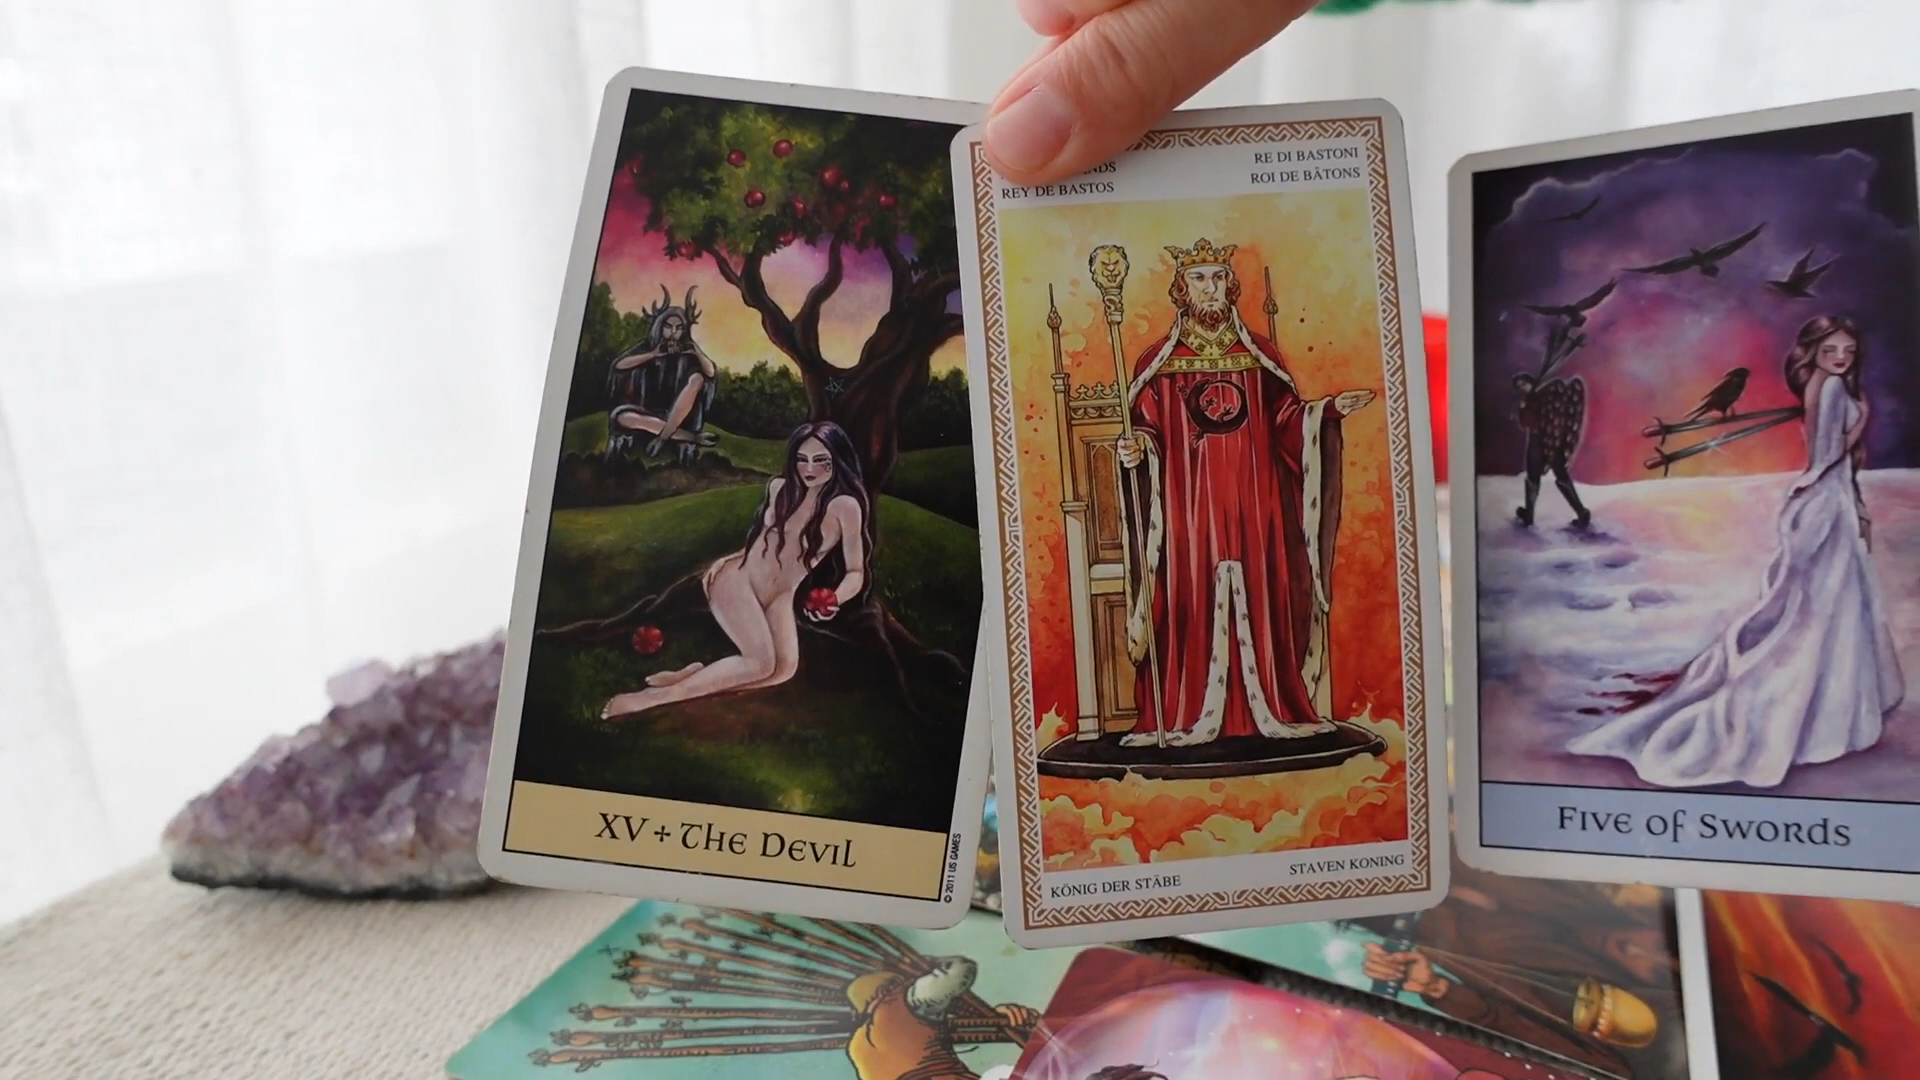 XV + THE DEVIL
© 2011 US GAMES
NDS
REY DE BASTOS
RE DI BASTONI
ROI DE BÂTONS
KÖNIG DER STÄBE
STAVEN KONING
FIVE OF SWORDS